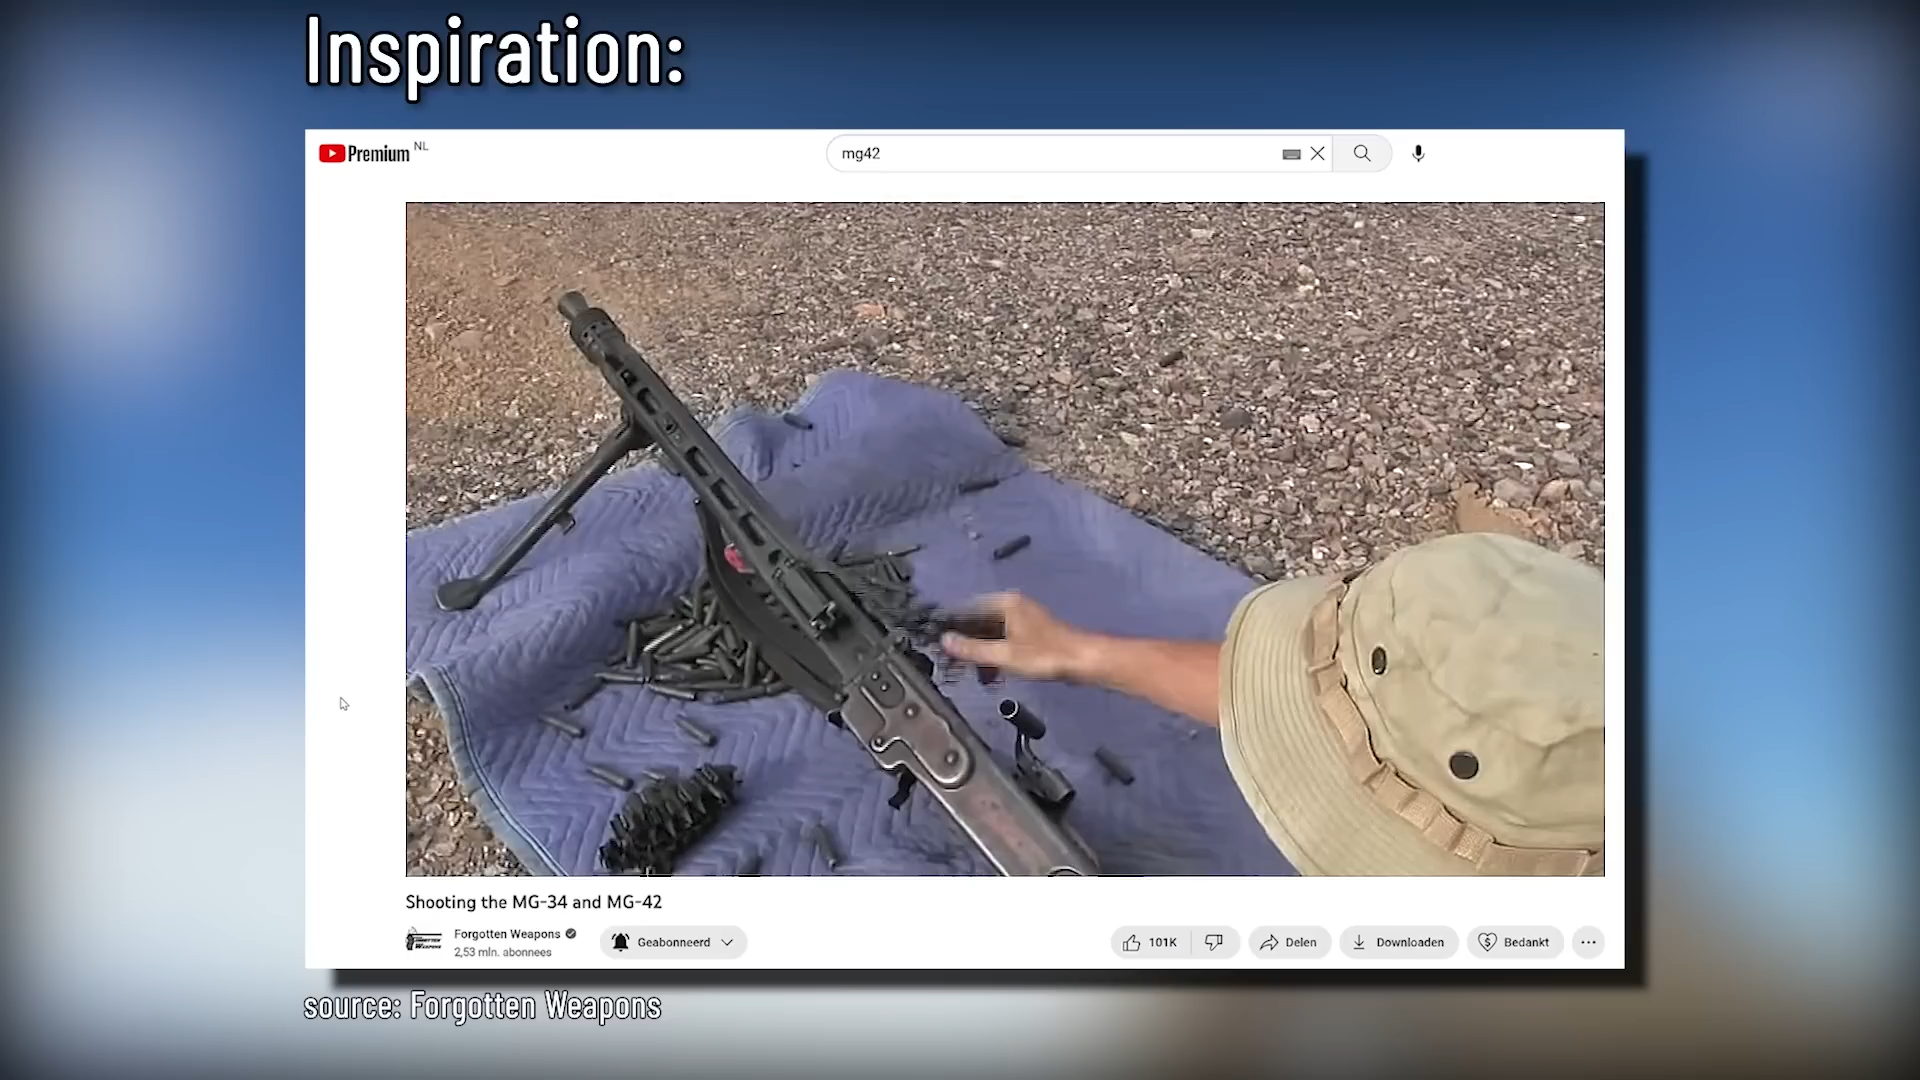 Inspiration:
Premium NL
mg42
Shooting the MG-34 and MG-42
Forgotten Weapons
2,53 mln. abonnees
Geabonneerd
101K
Delen
Downloaden
Bedankt
source: Forgotten Weapons